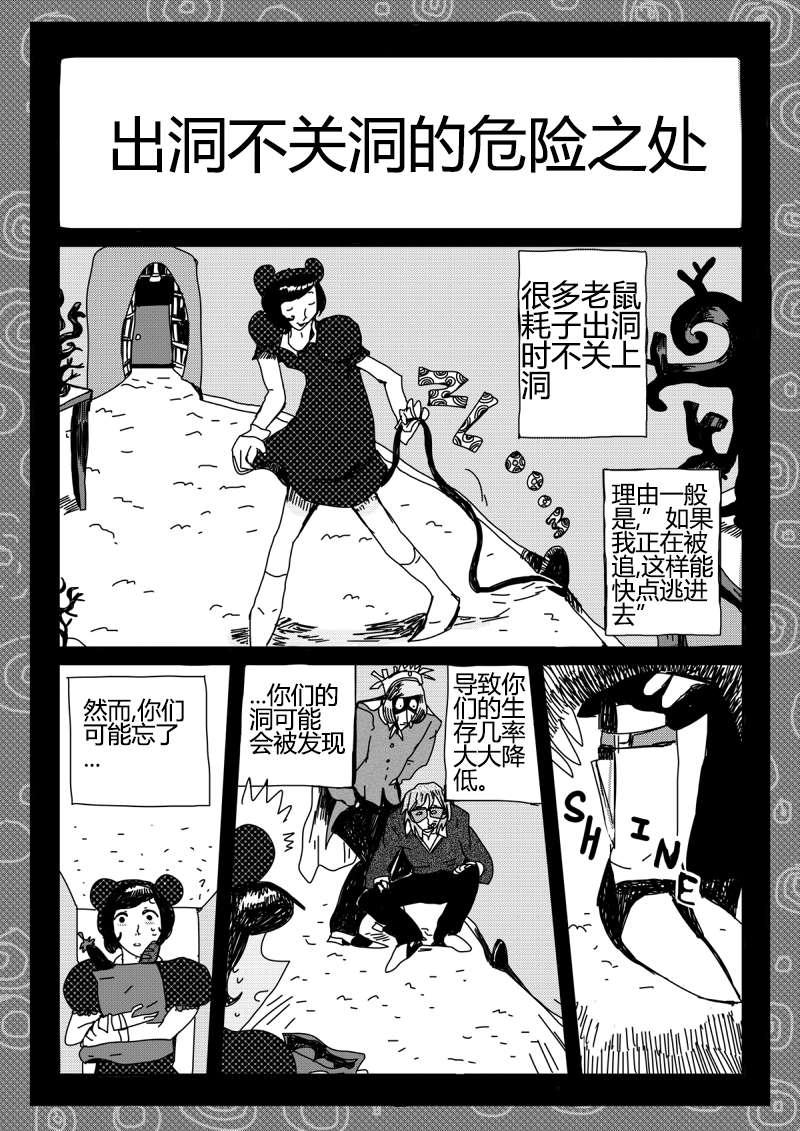 出洞不关洞的危险之处
很多老鼠
耗子出洞
时不关上
洞
理由一般
是,”如果
我正在被
追,这样能
快点逃进
去”
然而,你们
可能忘了
...
...你们的
洞可能
会被发现
导致你
们的生
存几率
大大降
低。
SHINE